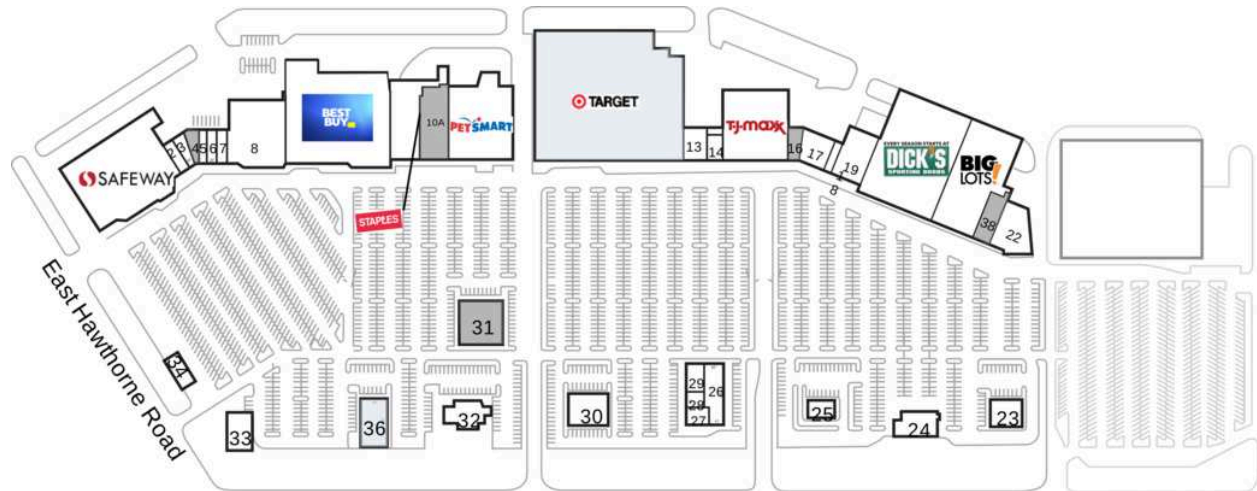 SAFEWAY
2
3
4
5
6
7
8
BEST
BUY
10A
STAPLES
PETSMART
TARGET
13
14
T·J·maxx
16
17
1
8
19
EVERY SEASON STARTS AT
DICK'S
SPORTING GOODS
BIG
LOTS!
38
22
East Hawthorne Road
34
33
36
31
32
30
29
28
27
26
25
24
23